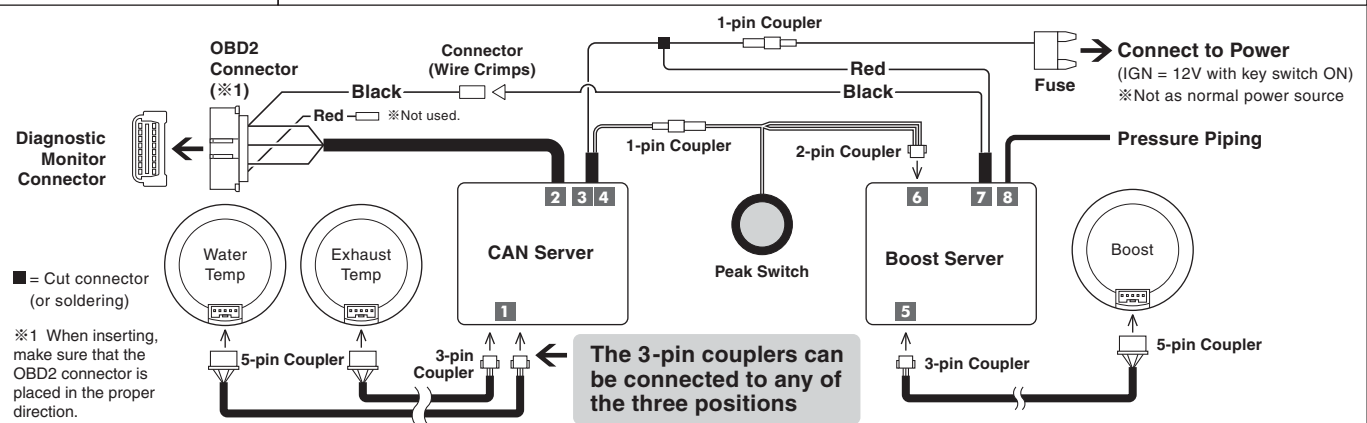 1-pin Coupler
OBD2
Connector
(※1)
Connector
(Wire Crimps)
Connect to Power
(IGN = 12V with key switch ON)
※Not as normal power source
Fuse
Red
Black
Black
Red
※Not used.
Diagnostic
Monitor
Connector
1-pin Coupler
2-pin Coupler
Pressure Piping
2
3
4
6
7
8
Water
Temp
Exhaust
Temp
CAN Server
Peak Switch
Boost Server
Boost
■ = Cut connector
(or soldering)
1
5
※1 When inserting,
make sure that the
OBD2 connector is
placed in the proper
direction.
5-pin Coupler
3-pin
Coupler
The 3-pin couplers can
be connected to any of
the three positions
3-pin Coupler
5-pin Coupler